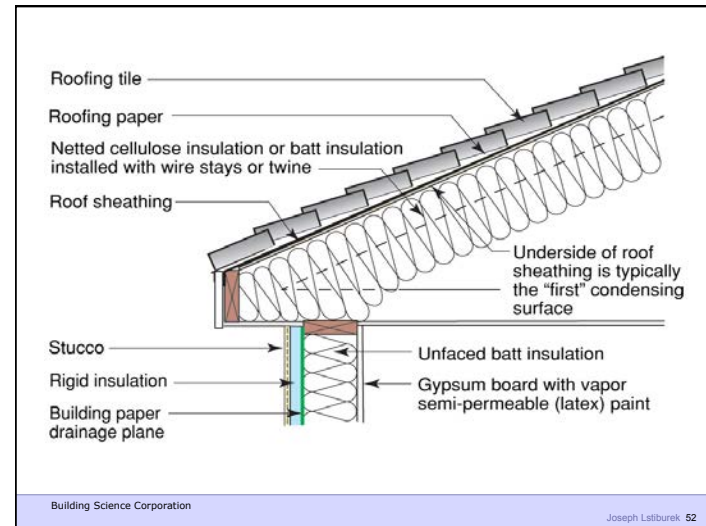 Roofing tile
Roofing paper
Netted cellulose insulation or batt insulation
installed with wire stays or twine
Roof sheathing
Underside of roof
sheathing is typically
the “first” condensing
surface
Stucco
Rigid insulation
Building paper
drainage plane
Unfaced batt insulation
Gypsum board with vapor
semi-permeable (latex) paint
Building Science Corporation
Joseph Lstiburek 52